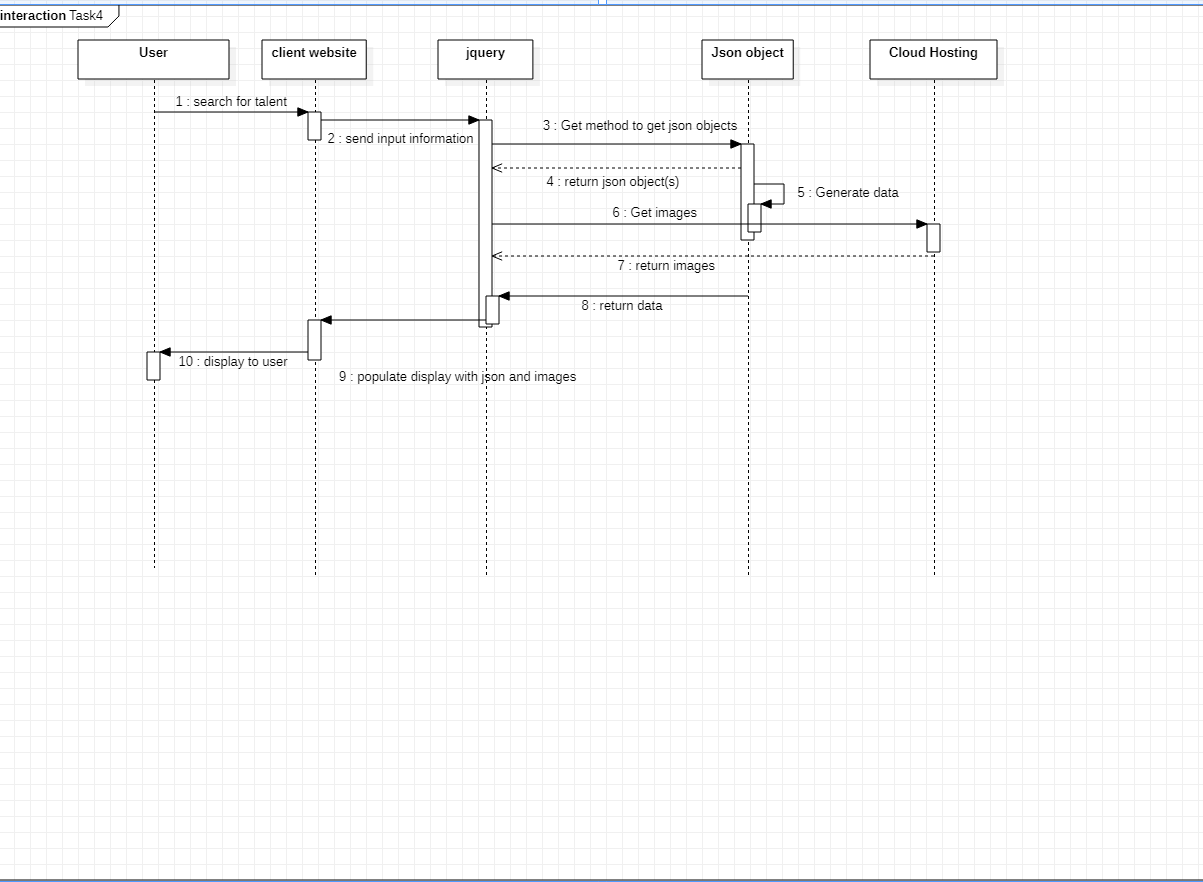 interaction Task4
User
client website
jquery
Json object
Cloud Hosting
1 : search for talent
2 : send input information
3 : Get method to get json objects
4 : return json object(s)
5 : Generate data
6 : Get images
7 : return images
8 : return data
10 : display to user
9 : populate display with json and images